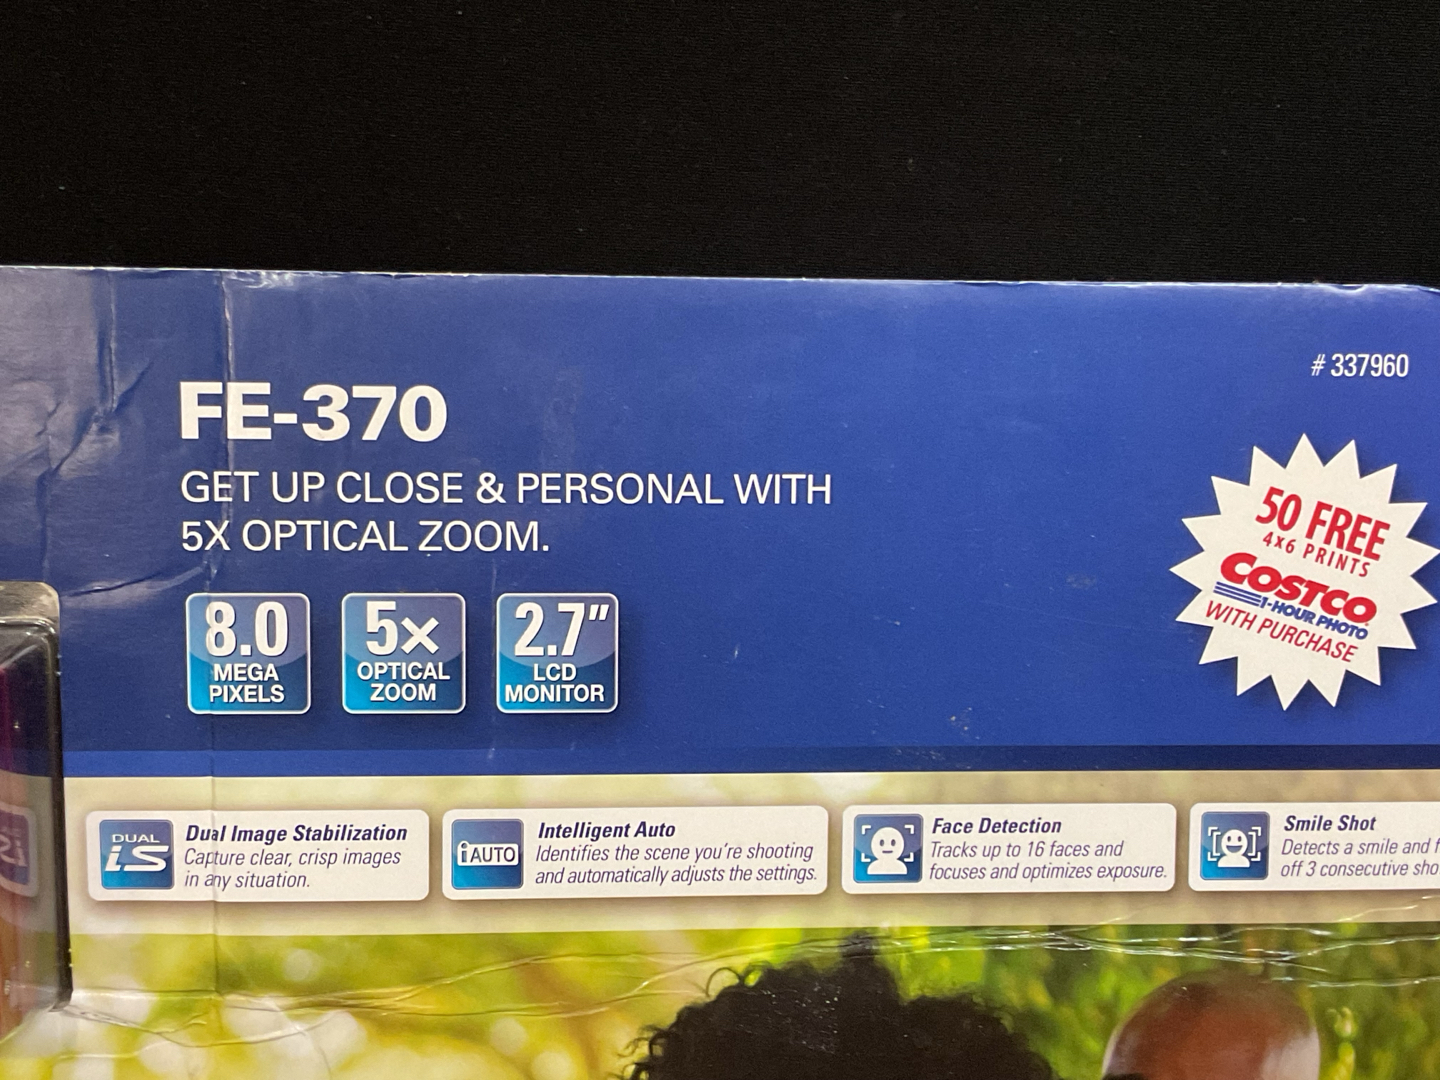 # 337960
FE-370
GET UP CLOSE & PERSONAL WITH
5X OPTICAL ZOOM.
50 FREE
4x6 PRINTS
COSTCO
1-HOUR PHOTO
WITH PURCHASE
8.0
MEGA
PIXELS
5x
OPTICAL
ZOOM
2.7"
LCD
MONITOR
DUAL
iS
Dual Image Stabilization
Capture clear, crisp images
in any situation.
iAUTO
Intelligent Auto
Identifies the scene you're shooting
and automatically adjusts the settings.
Face Detection
Tracks up to 16 faces and
focuses and optimizes exposure.
Smile Shot
Detects a smile and
off 3 consecutive